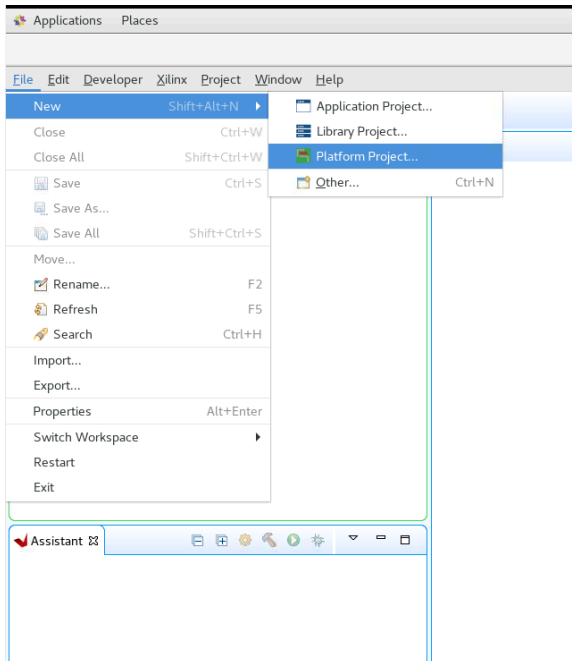 Applications Places
File Edit Developer Xilinx Project Window Help
New Shift+Alt+N
Application Project...
Close Ctrl+W
Library Project...
Close All Shift+Ctrl+W
Platform Project...
Save Ctrl+S
Other... Ctrl+N
Save As...
Save All Shift+Ctrl+S
Move...
Rename... F2
Refresh F5
Search Ctrl+H
Import...
Export...
Properties Alt+Enter
Switch Workspace
Restart
Exit
Assistant